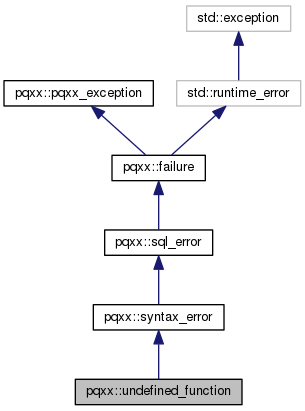 std::exception
pqxx::pqxx_exception
std::runtime_error
pqxx::failure
pqxx::sql_error
pqxx::syntax_error
pqxx::undefined_function